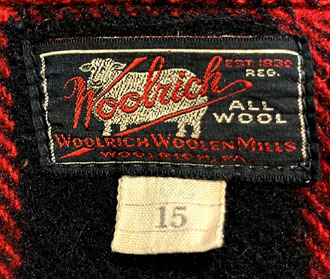 Woolrich
EST. 1830
REG.
ALL
WOOL
WOOLRICH WOOLEN MILLS
WOOLRICH, PA.
15